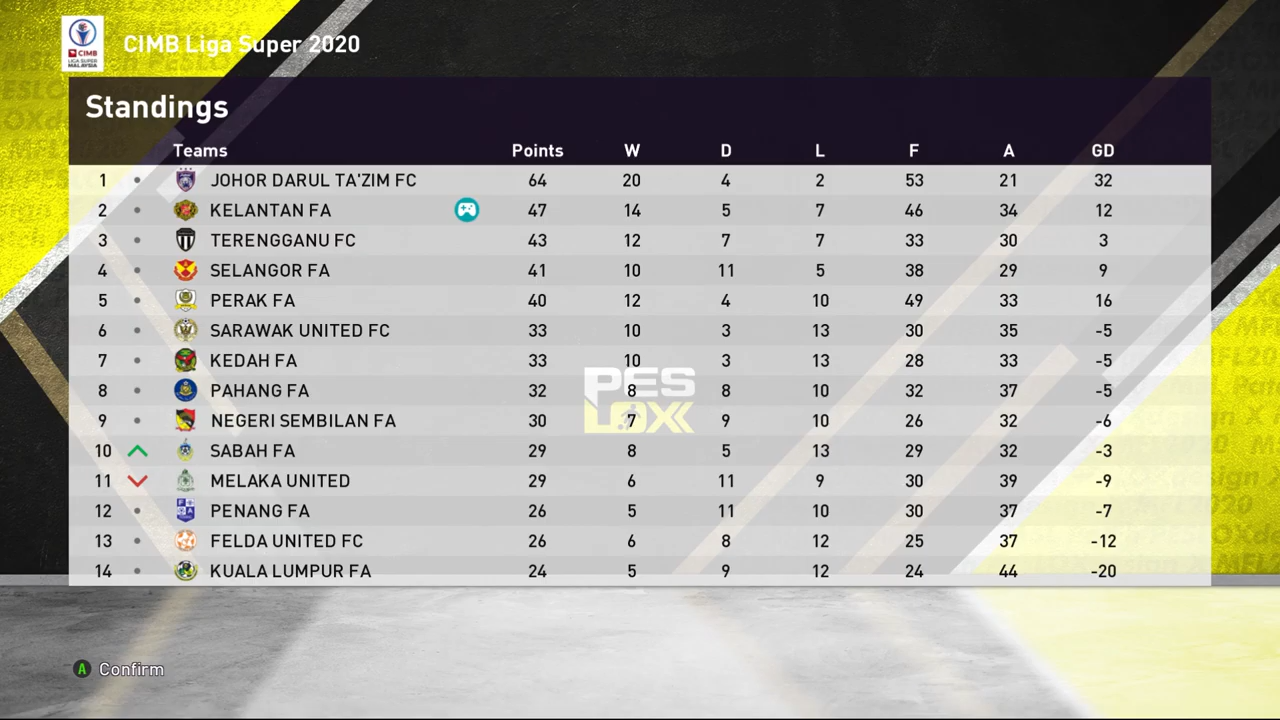 CIMB Liga Super 2020
CIMB
LIGA SUPER
MALAYSIA
Standings
Teams Points W D L F A GD
1 JOHOR DARUL TA'ZIM FC 64 20 4 2 53 21 32
2 KELANTAN FA 47 14 5 7 46 34 12
3 TERENGGANU FC 43 12 7 7 33 30 3
4 SELANGOR FA 41 10 11 5 38 29 9
5 PERAK FA 40 12 4 10 49 33 16
6 SARAWAK UNITED FC 33 10 3 13 30 35 -5
7 KEDAH FA 33 10 3 13 28 33 -5
8 PAHANG FA 32 8 8 10 32 37 -5
9 NEGERI SEMBILAN FA 30 7 9 10 26 32 -6
10 SABAH FA 29 8 5 13 29 32 -3
11 MELAKA UNITED 29 6 11 9 30 39 -9
12 PENANG FA 26 5 11 10 30 37 -7
13 FELDA UNITED FC 26 6 8 12 25 37 -12
14 KUALA LUMPUR FA 24 5 9 12 24 44 -20
PES
LOX
A Confirm